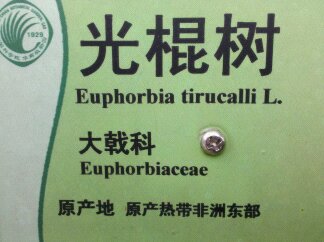 1929
光棍树
Euphorbia tirucalli L.
大戟科
Euphorbiaceae
原产地 原产热带非洲东部